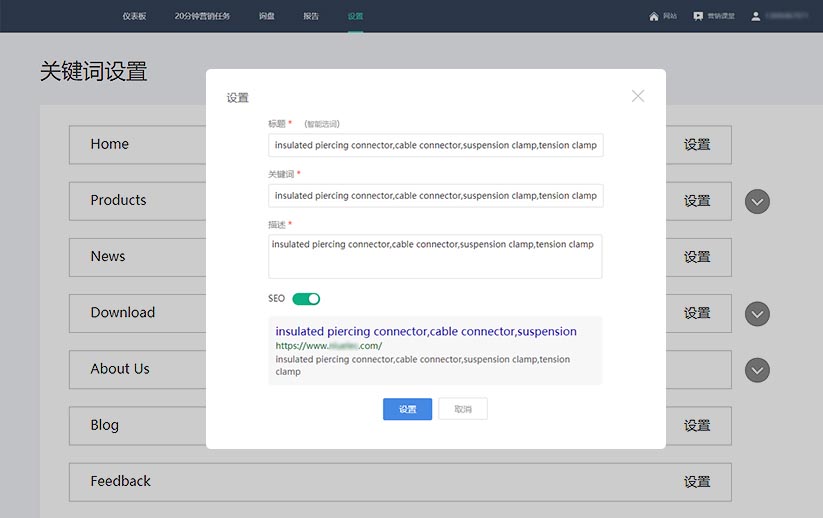 仪表板
20分钟营销任务
询盘
报告
设置
网站
营销课堂
关键词设置
设置
标题 * (智能选词)
insulated piercing connector,cable connector,suspension clamp,tension clamp
关键词 *
insulated piercing connector,cable connector,suspension clamp,tension clamp
描述 *
insulated piercing connector,cable connector,suspension clamp,tension clamp
SEO
insulated piercing connector,cable connector,suspension
https://www. .com/
insulated piercing connector,cable connector,suspension clamp,tension
clamp
设置
取消
Home
设置
Products
设置
News
设置
Download
设置
About Us
Blog
设置
Feedback
设置